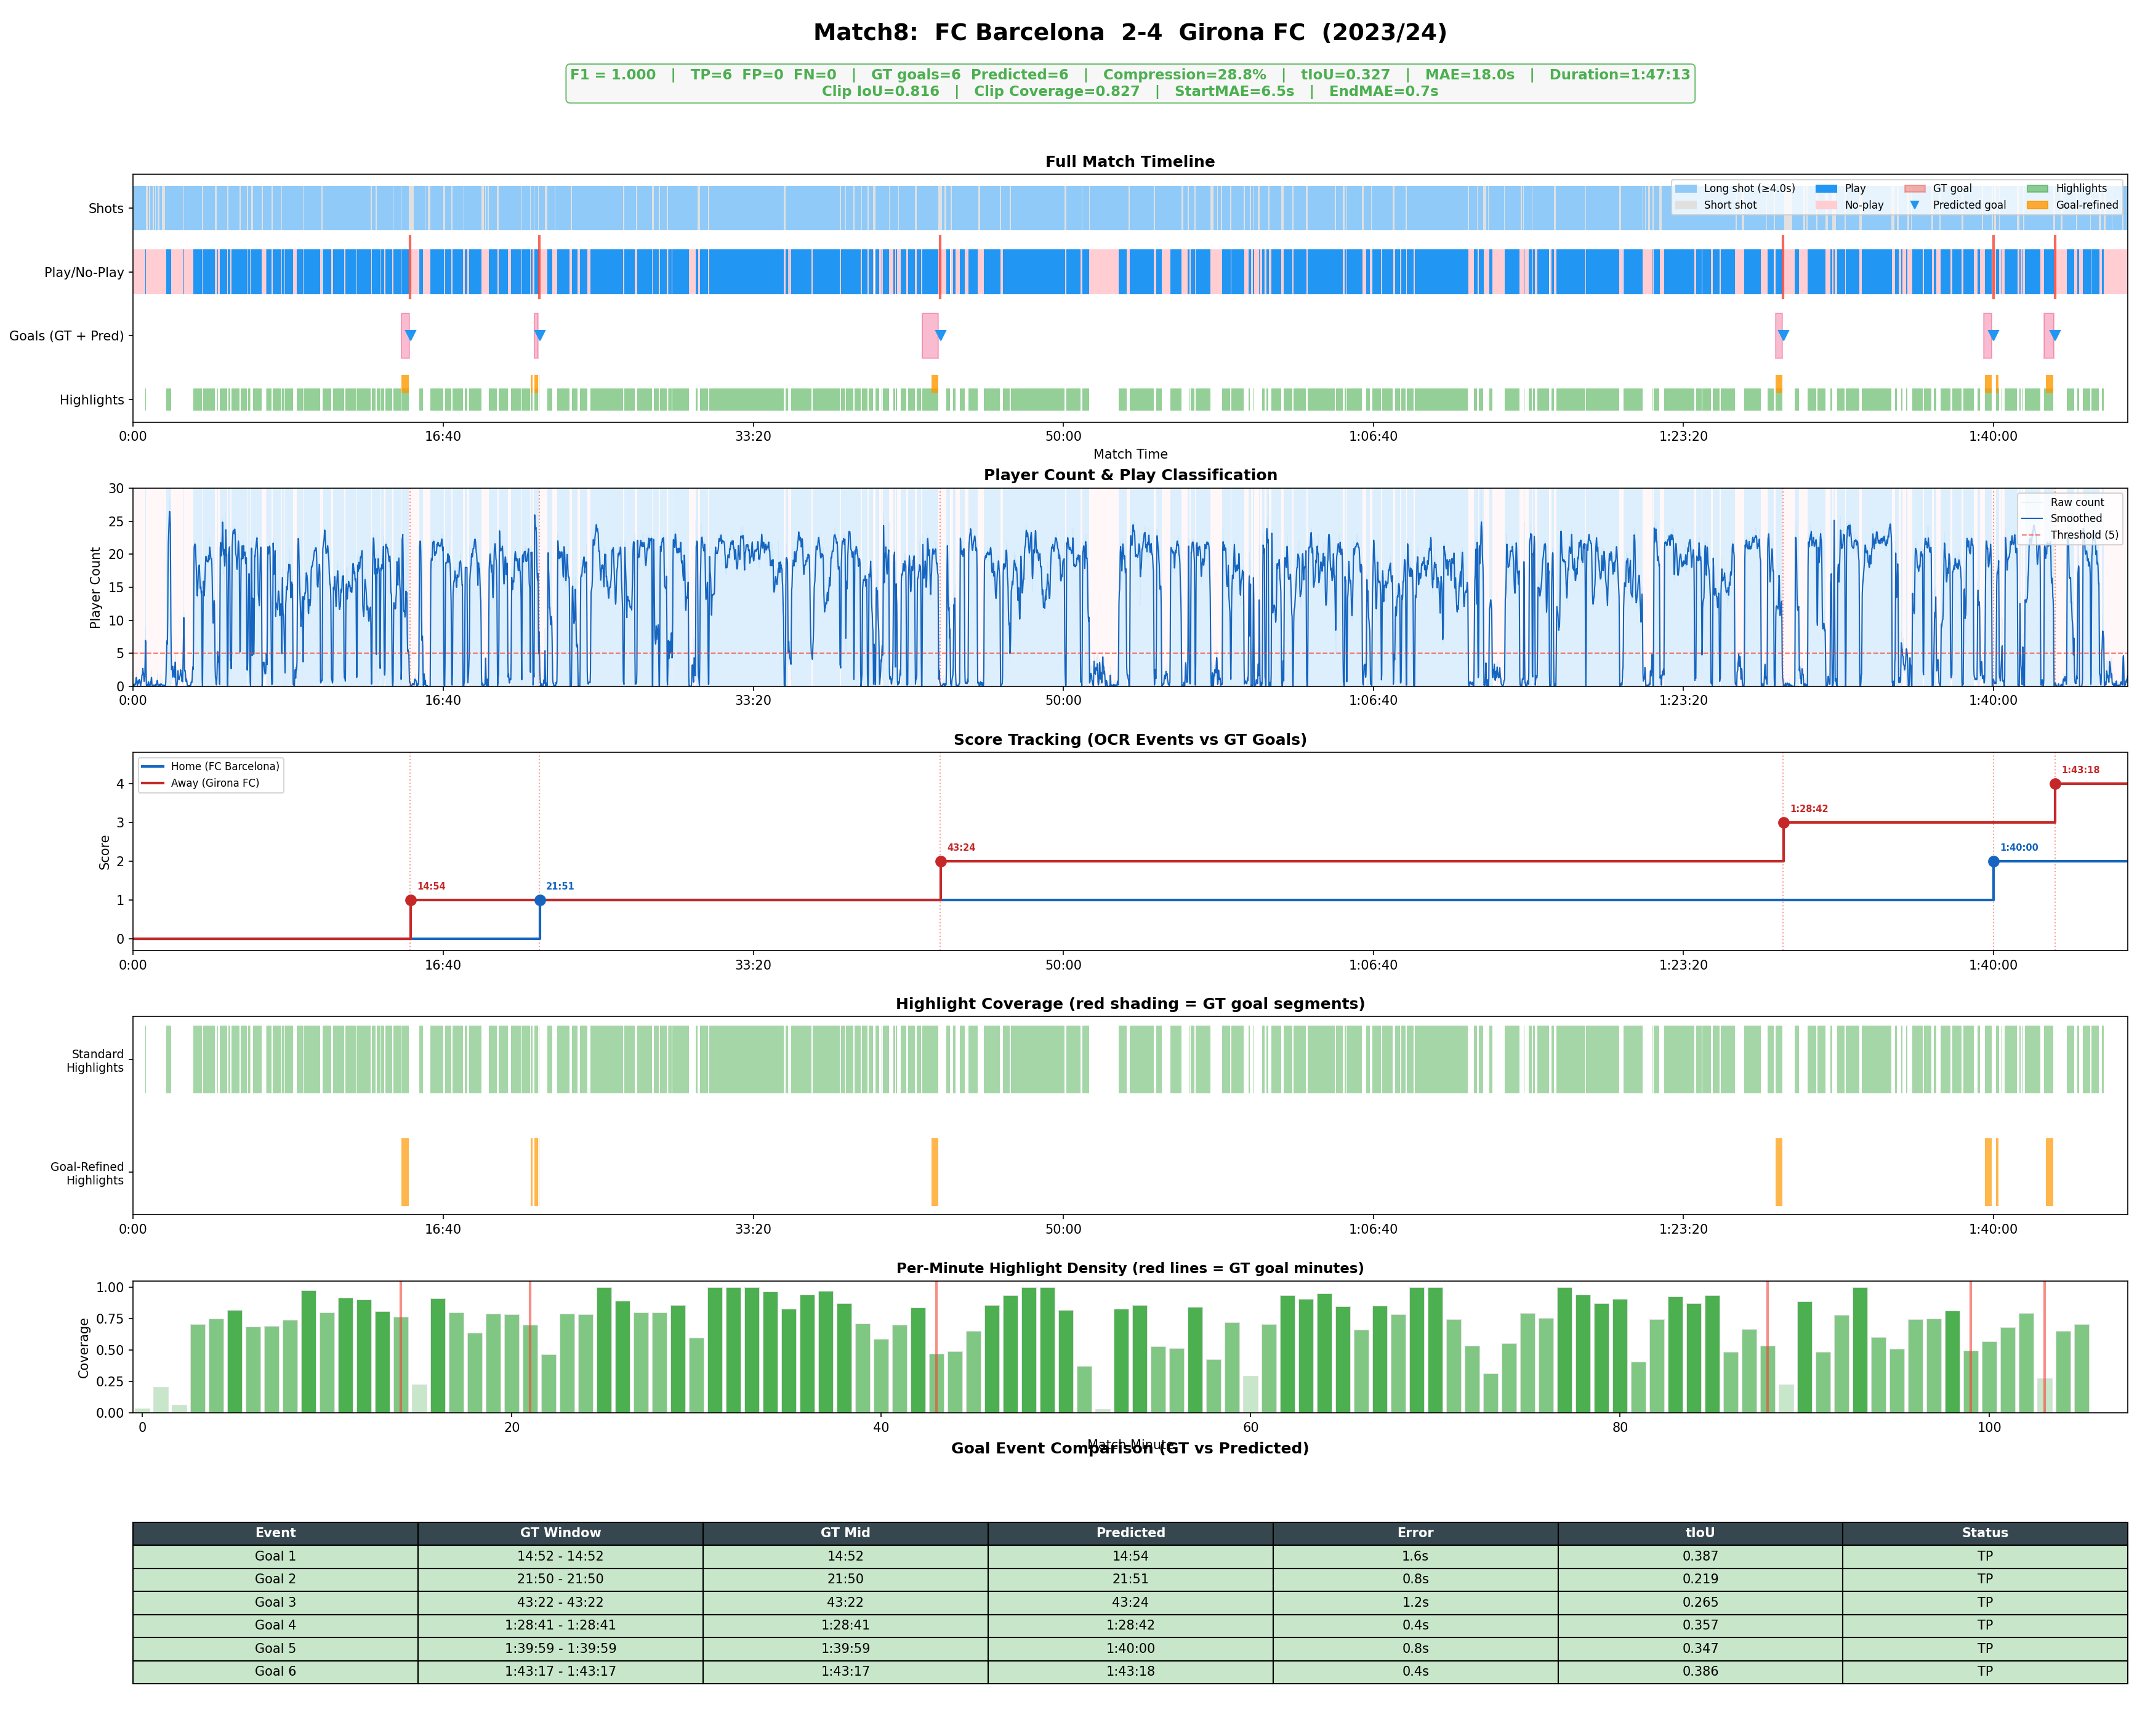 Match8:  FC Barcelona  2-4  Girona FC  (2023/24)
F1 = 1.000   |   TP=6  FP=0  FN=0   |   GT goals=6  Predicted=6   |   Compression=28.8%   |   tIoU=0.327   |   MAE=18.0s   |   Duration=1:47:13
Clip IoU=0.816   |   Clip Coverage=0.827   |   StartMAE=6.5s   |   EndMAE=0.7s
Full Match Timeline
Shots
Play/No-Play
Goals (GT + Pred)
Highlights
Long shot (≥4.0s)
Short shot
Play
No-play
GT goal
Predicted goal
Highlights
Goal-refined
0:00 16:40 33:20 50:00 1:06:40 1:23:20 1:40:00
Match Time
Player Count & Play Classification
Player Count
30
25
20
15
10
5
0
Raw count
Smoothed
Threshold (5)
0:00 16:40 33:20 50:00 1:06:40 1:23:20 1:40:00
Score Tracking (OCR Events vs GT Goals)
Score
4
3
2
1
0
Home (FC Barcelona)
Away (Girona FC)
14:54
21:51
43:24
1:28:42
1:40:00
1:43:18
0:00 16:40 33:20 50:00 1:06:40 1:23:20 1:40:00
Highlight Coverage (red shading = GT goal segments)
Standard
Highlights
Goal-Refined
Highlights
0:00 16:40 33:20 50:00 1:06:40 1:23:20 1:40:00
Per-Minute Highlight Density (red lines = GT goal minutes)
Coverage
1.00
0.75
0.50
0.25
0.00
0 20 40 60 80 100
Match Minute
Goal Event Comparison (GT vs Predicted)
Event GT Window GT Mid Predicted Error tIoU Status
Goal 1 14:52 - 14:52 14:52 14:54 1.6s 0.387 TP
Goal 2 21:50 - 21:50 21:50 21:51 0.8s 0.219 TP
Goal 3 43:22 - 43:22 43:22 43:24 1.2s 0.265 TP
Goal 4 1:28:41 - 1:28:41 1:28:41 1:28:42 0.4s 0.357 TP
Goal 5 1:39:59 - 1:39:59 1:39:59 1:40:00 0.8s 0.347 TP
Goal 6 1:43:17 - 1:43:17 1:43:17 1:43:18 0.4s 0.386 TP